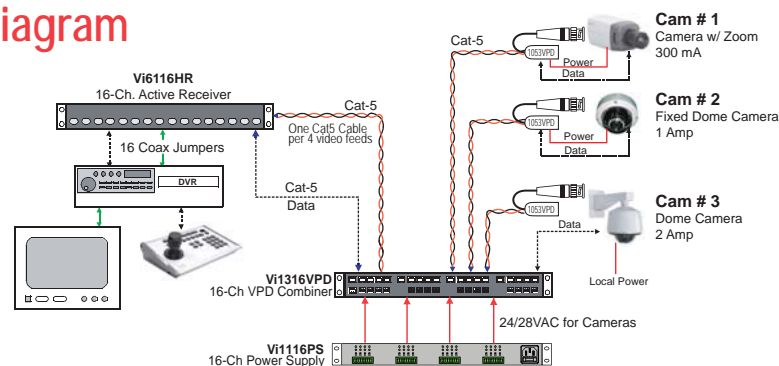 iagram
Vi6116HR
16-Ch. Active Receiver
16 Coax Jumpers
DVR
Cat-5
One Cat5 Cable
per 4 video feeds
Cat-5
Data
Cat-5
1053VPD
Power
Data
Cam # 1
Camera w/ Zoom
300 mA
1053VPD
Power
Data
Cam # 2
Fixed Dome Camera
1 Amp
1053VPD
Data
Cam # 3
Dome Camera
2 Amp
Local Power
Vi1316VPD
16-Ch VPD Combiner
24/28VAC for Cameras
Vi1116PS
16-Ch Power Supply